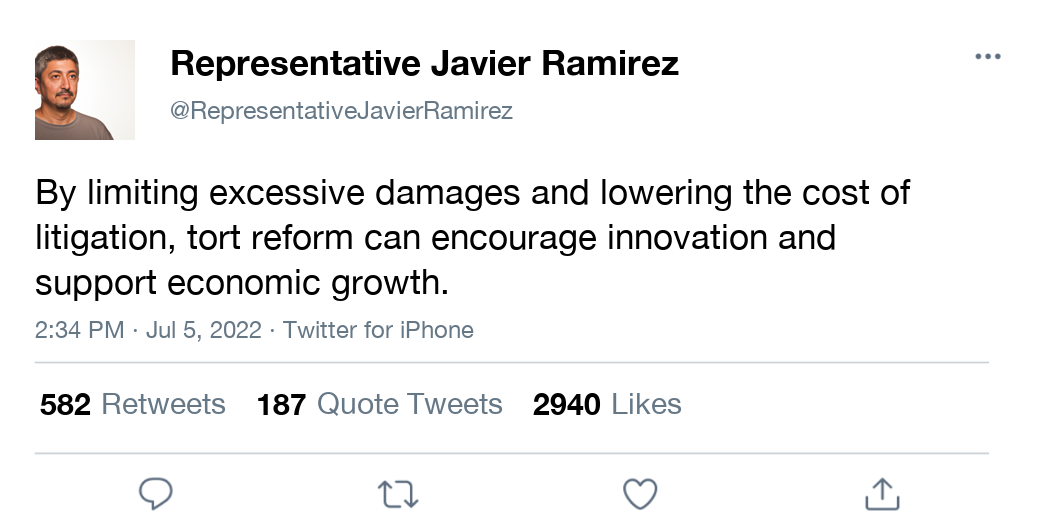 Representative Javier Ramirez
@RepresentativeJavierRamirez
By limiting excessive damages and lowering the cost of
litigation, tort reform can encourage innovation and
support economic growth.
2:34 PM · Jul 5, 2022 · Twitter for iPhone
582 Retweets 187 Quote Tweets 2940 Likes